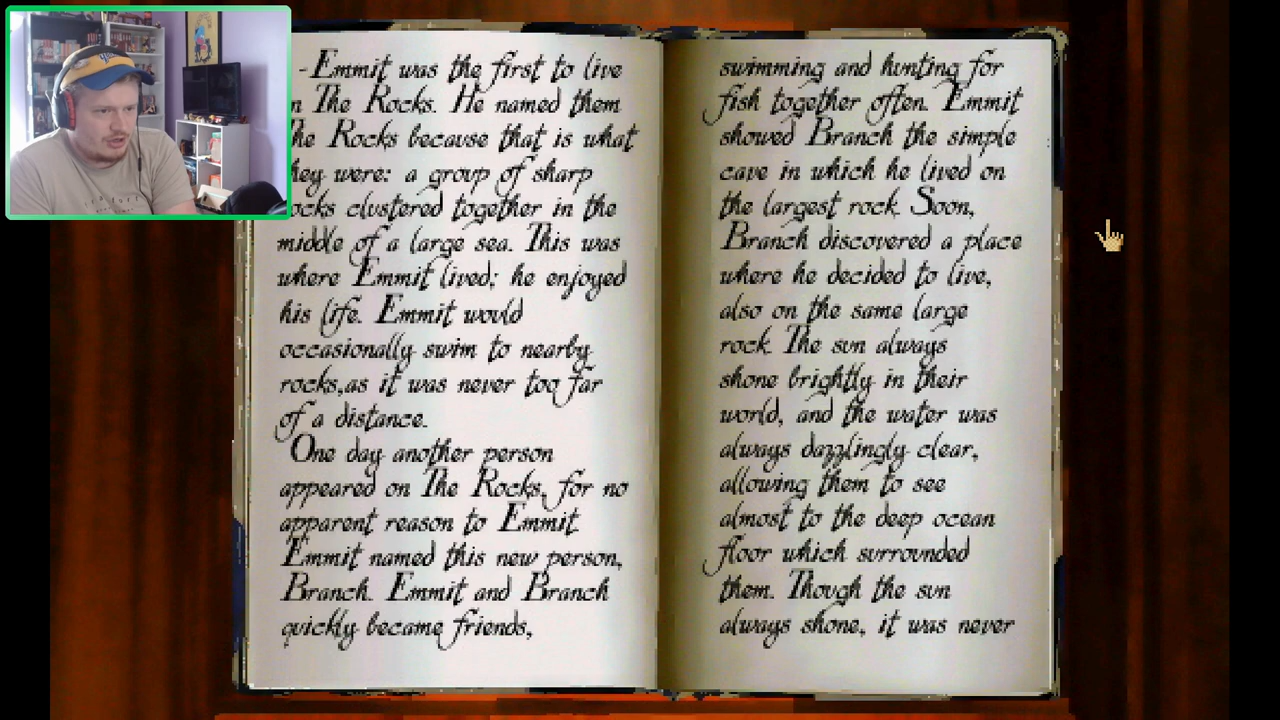 -Emmit was the first to live
n The Rocks. He named them
he Rocks because that is what
hey were: a group of sharp
ocks clustered together in the
middle of a large sea. This was
where Emmit lived; he enjoyed
his life. Emmit would
occasionally swim to nearby
rocks,as it was never too far
of a distance.
One day another person
appeared on The Rocks, for no
apparent reason to Emmit
Emmit named this new person,
Branch. Emmit and Branch
quickly became friends,
swimming and hunting for
fish together often. Emmit
showed Branch the simple
cave in which he lived on
the largest rock. Soon,
Branch discovered a place
where he decided to live,
also on the same large
rock. The sun always
shone brightly in their
world, and the water was
always dazzlingly clear,
allowing them to see
almost to the deep ocean
floor which surrounded
them. Though the sun
always shone, it was never